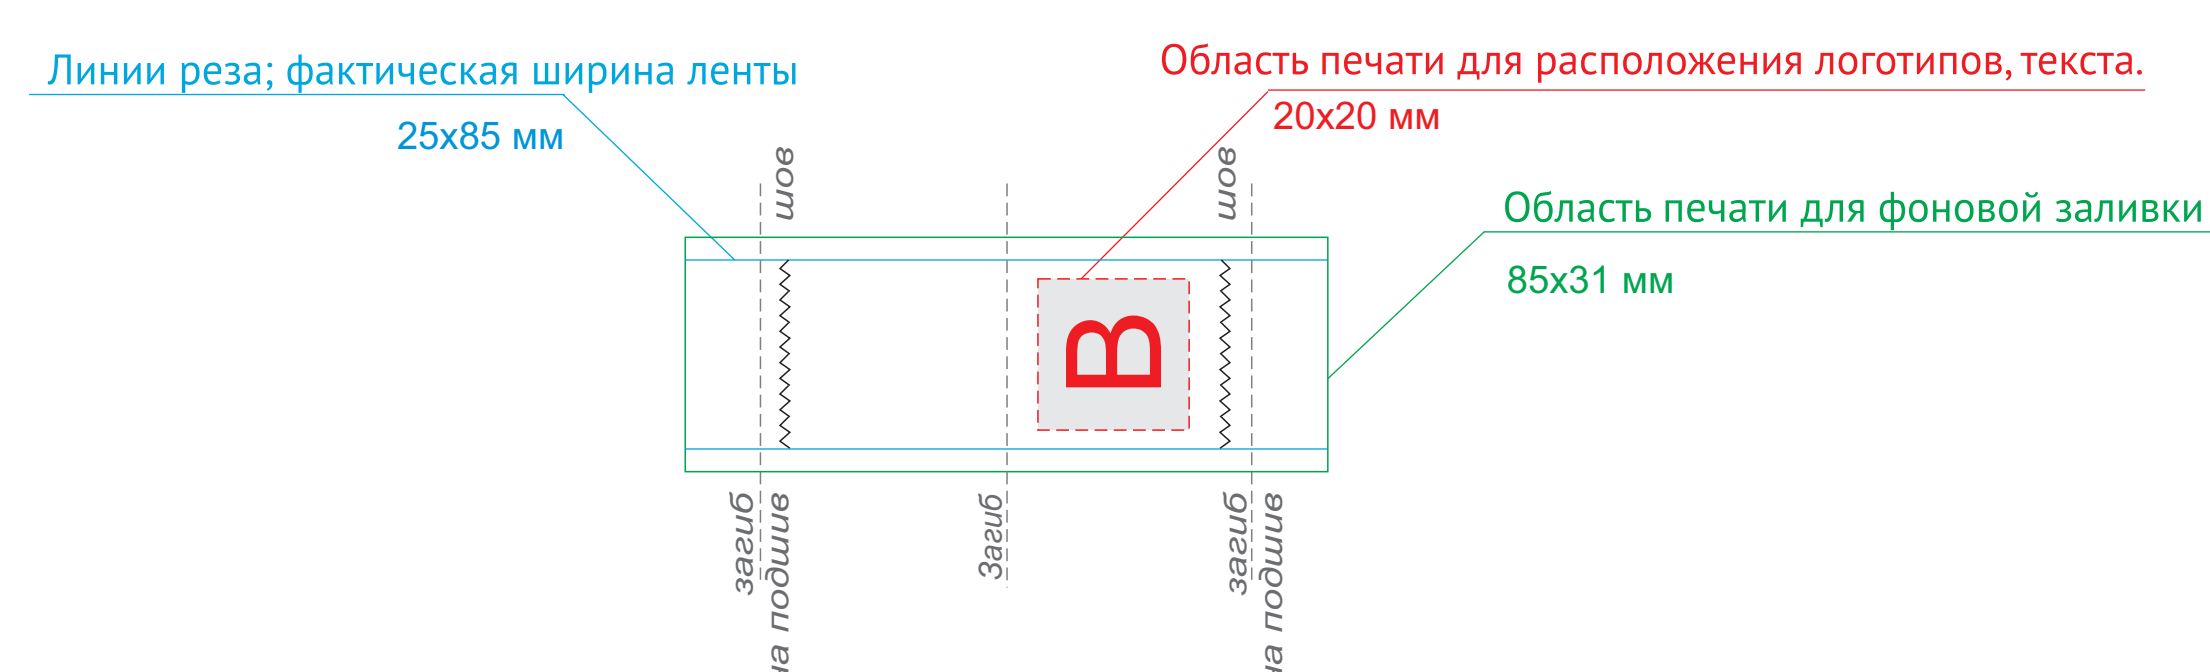 Линии реза; фактическая ширина ленты
25х85 мм
Область печати для расположения логотипов, текста.
20х20 мм
Область печати для фоновой заливки
85х31 мм
шов
шов
В
загиб
на подшив
Загиб
загиб
на подшив